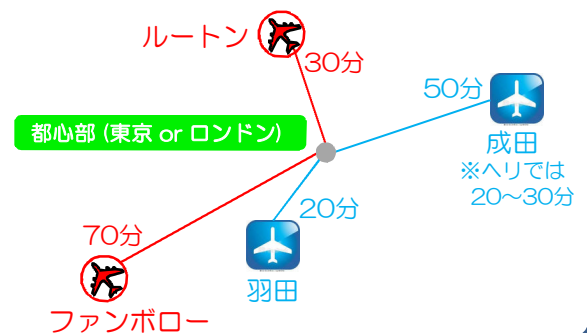 ルートン
30分
50分
成田
※ヘリでは
20〜30分
都心部 (東京 or ロンドン)
20分
70分
羽田
ファンボロー